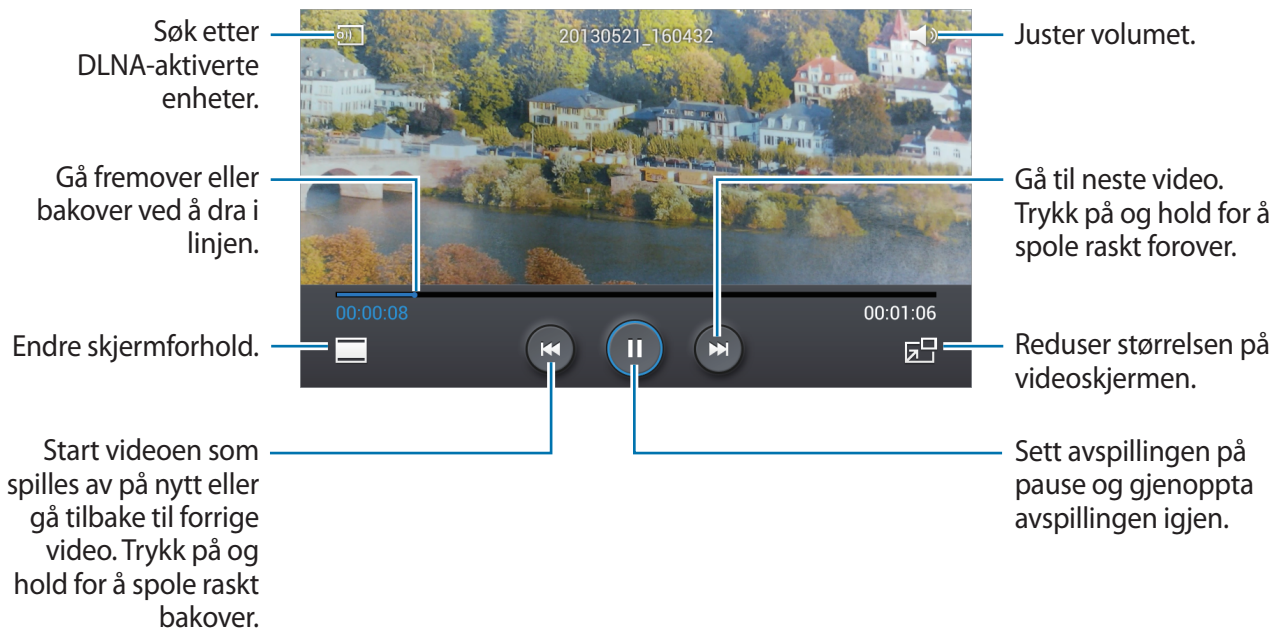 Søk etter
DLNA-aktiverte
enheter.
20130521_160432
Juster volumet.
Gå fremover eller
bakover ved å dra i
linjen.
Gå til neste video.
Trykk på og hold for å
spole raskt forover.
00:00:08
00:01:06
Endre skjermforhold.
Reduser størrelsen på
videoskjermen.
Start videoen som
spilles av på nytt eller
gå tilbake til forrige
video. Trykk på og
hold for å spole raskt
bakover.
Sett avspillingen på
pause og gjenoppta
avspillingen igjen.